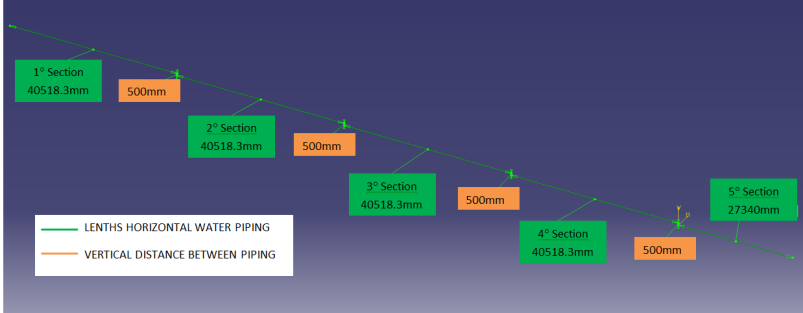 1° Section
40518.3mm
500mm
2° Section
40518.3mm
500mm
3° Section
40518.3mm
500mm
4° Section
40518.3mm
500mm
5° Section
27340mm
LENTHS HORIZONTAL WATER PIPING
VERTICAL DISTANCE BETWEEN PIPING